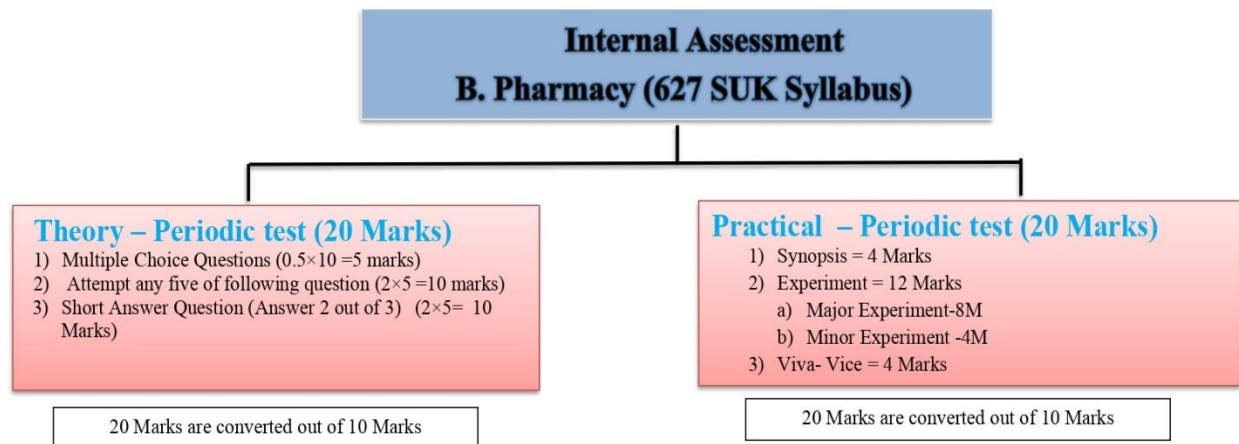 Internal Assessment
B. Pharmacy (627 SUK Syllabus)
Theory – Periodic test (20 Marks)
1) Multiple Choice Questions (0.5×10 =5 marks)
2) Attempt any five of following question (2×5 =10 marks)
3) Short Answer Question (Answer 2 out of 3) (2×5= 10
Marks)
20 Marks are converted out of 10 Marks
Practical – Periodic test (20 Marks)
1) Synopsis = 4 Marks
2) Experiment = 12 Marks
a) Major Experiment-8M
b) Minor Experiment -4M
3) Viva- Vice = 4 Marks
20 Marks are converted out of 10 Marks